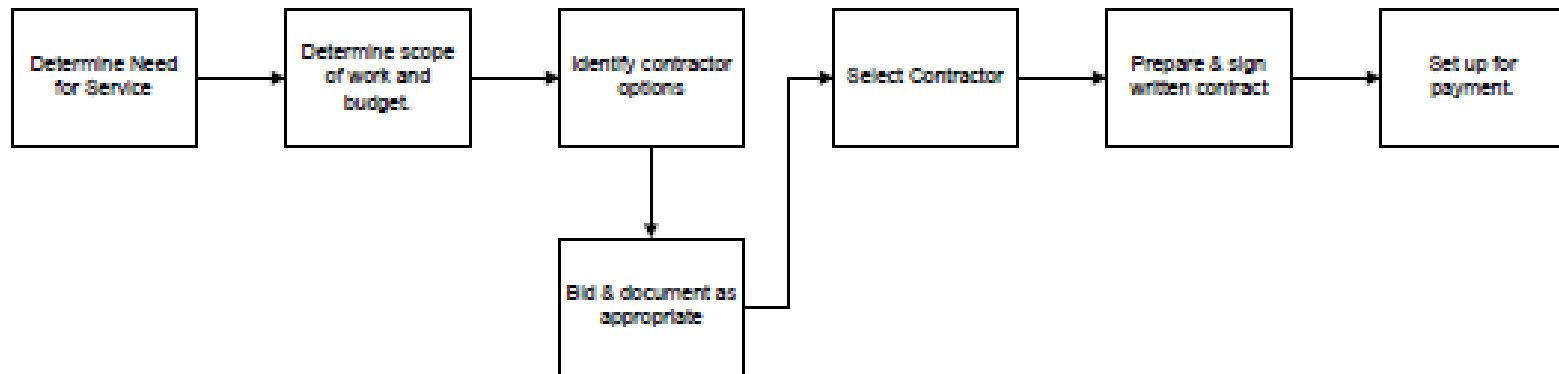 Determine Need
for Service
Determine scope
of work and
budget.
Identify contractor
options
Bid & document as
appropriate
Select Contractor
Prepare & sign
written contract
Set up for
payment.